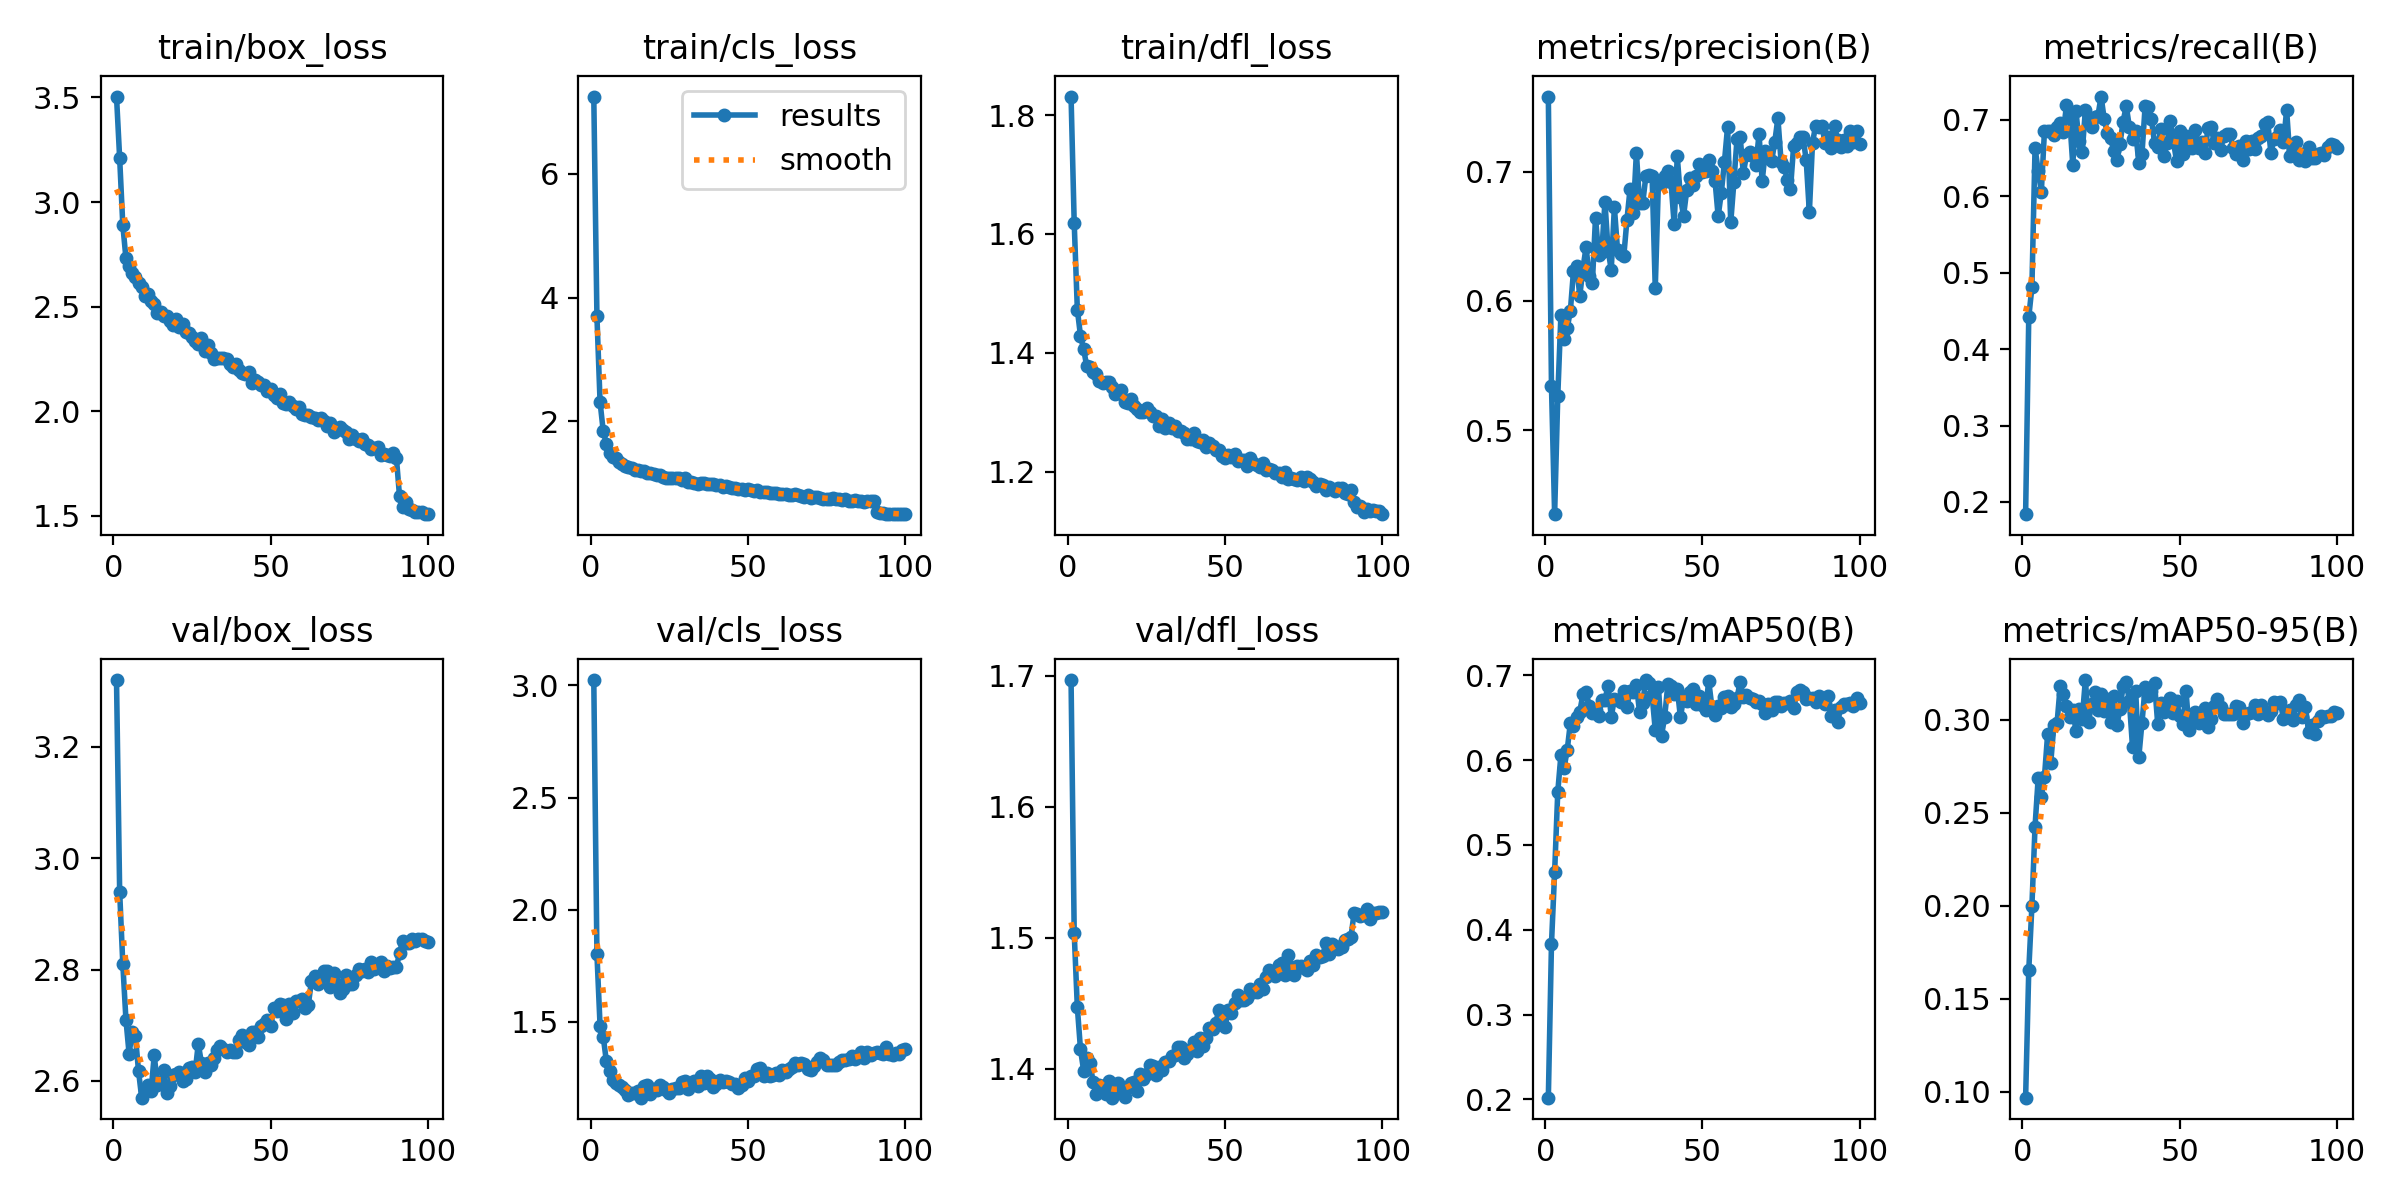 train/box_loss
3.5
3.0
2.5
2.0
1.5
0 50 100
train/cls_loss
results
smooth
6
4
2
0 50 100
train/dfl_loss
1.8
1.6
1.4
1.2
0 50 100
metrics/precision(B)
0.7
0.6
0.5
0 50 100
metrics/recall(B)
0.7
0.6
0.5
0.4
0.3
0.2
0 50 100
val/box_loss
3.2
3.0
2.8
2.6
0 50 100
val/cls_loss
3.0
2.5
2.0
1.5
0 50 100
val/dfl_loss
1.7
1.6
1.5
1.4
0 50 100
metrics/mAP50(B)
0.7
0.6
0.5
0.4
0.3
0.2
0 50 100
metrics/mAP50-95(B)
0.30
0.25
0.20
0.15
0.10
0 50 100